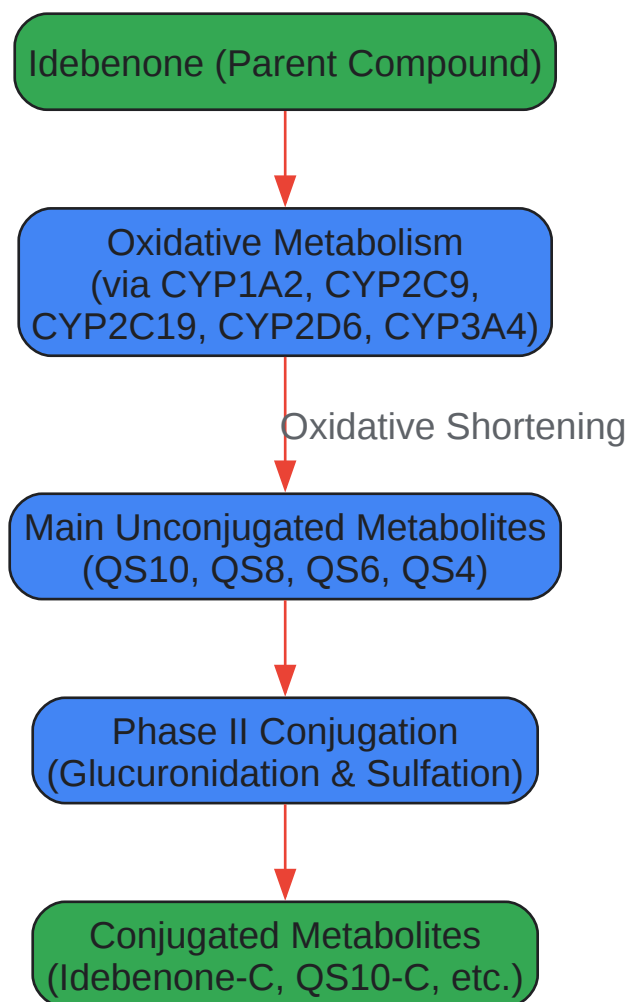 Idebenone (Parent Compound)
Oxidative Metabolism
(via CYP1A2, CYP2C9,
CYP2C19, CYP2D6, CYP3A4)
Oxidative Shortening
Main Unconjugated Metabolites
(QS10, QS8, QS6, QS4)
Phase II Conjugation
(Glucuronidation & Sulfation)
Conjugated Metabolites
(Idebenone-C, QS10-C, etc.)